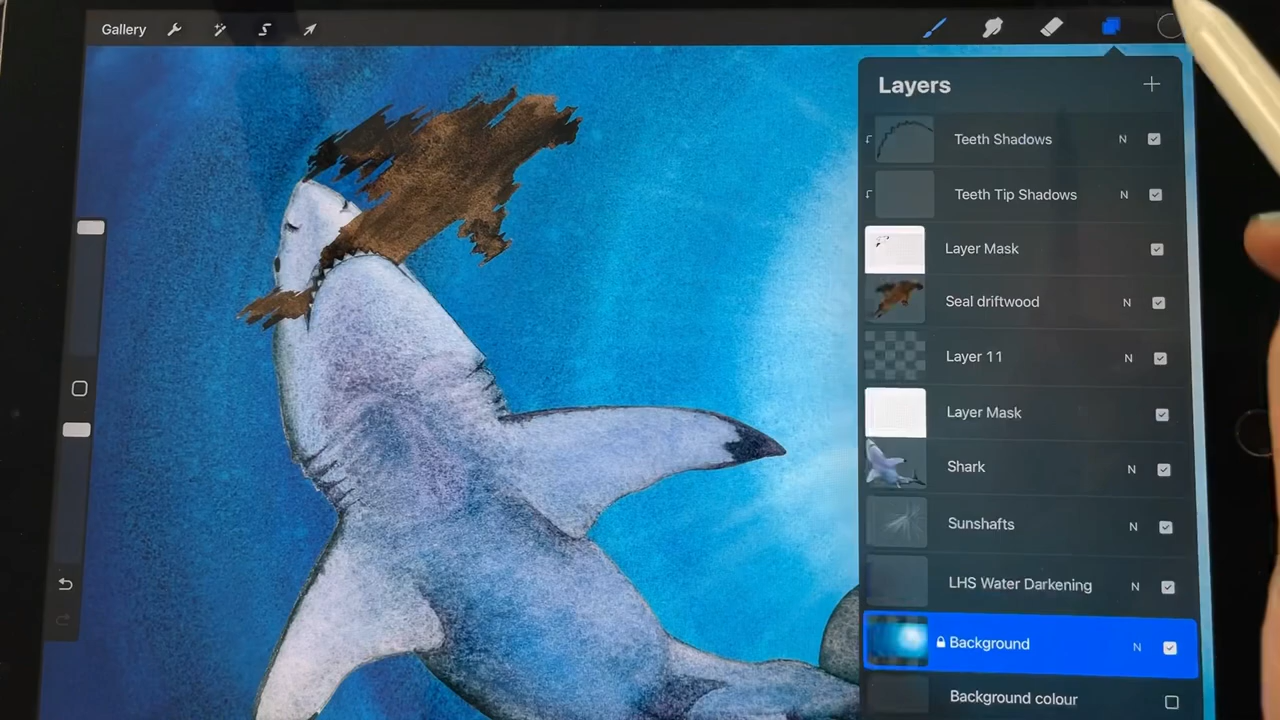 Gallery
Layers
Teeth Shadows N
Teeth Tip Shadows N
Layer Mask
Seal driftwood N
Layer 11 N
Layer Mask
Shark N
Sunshafts N
LHS Water Darkening N
Background N
Background colour